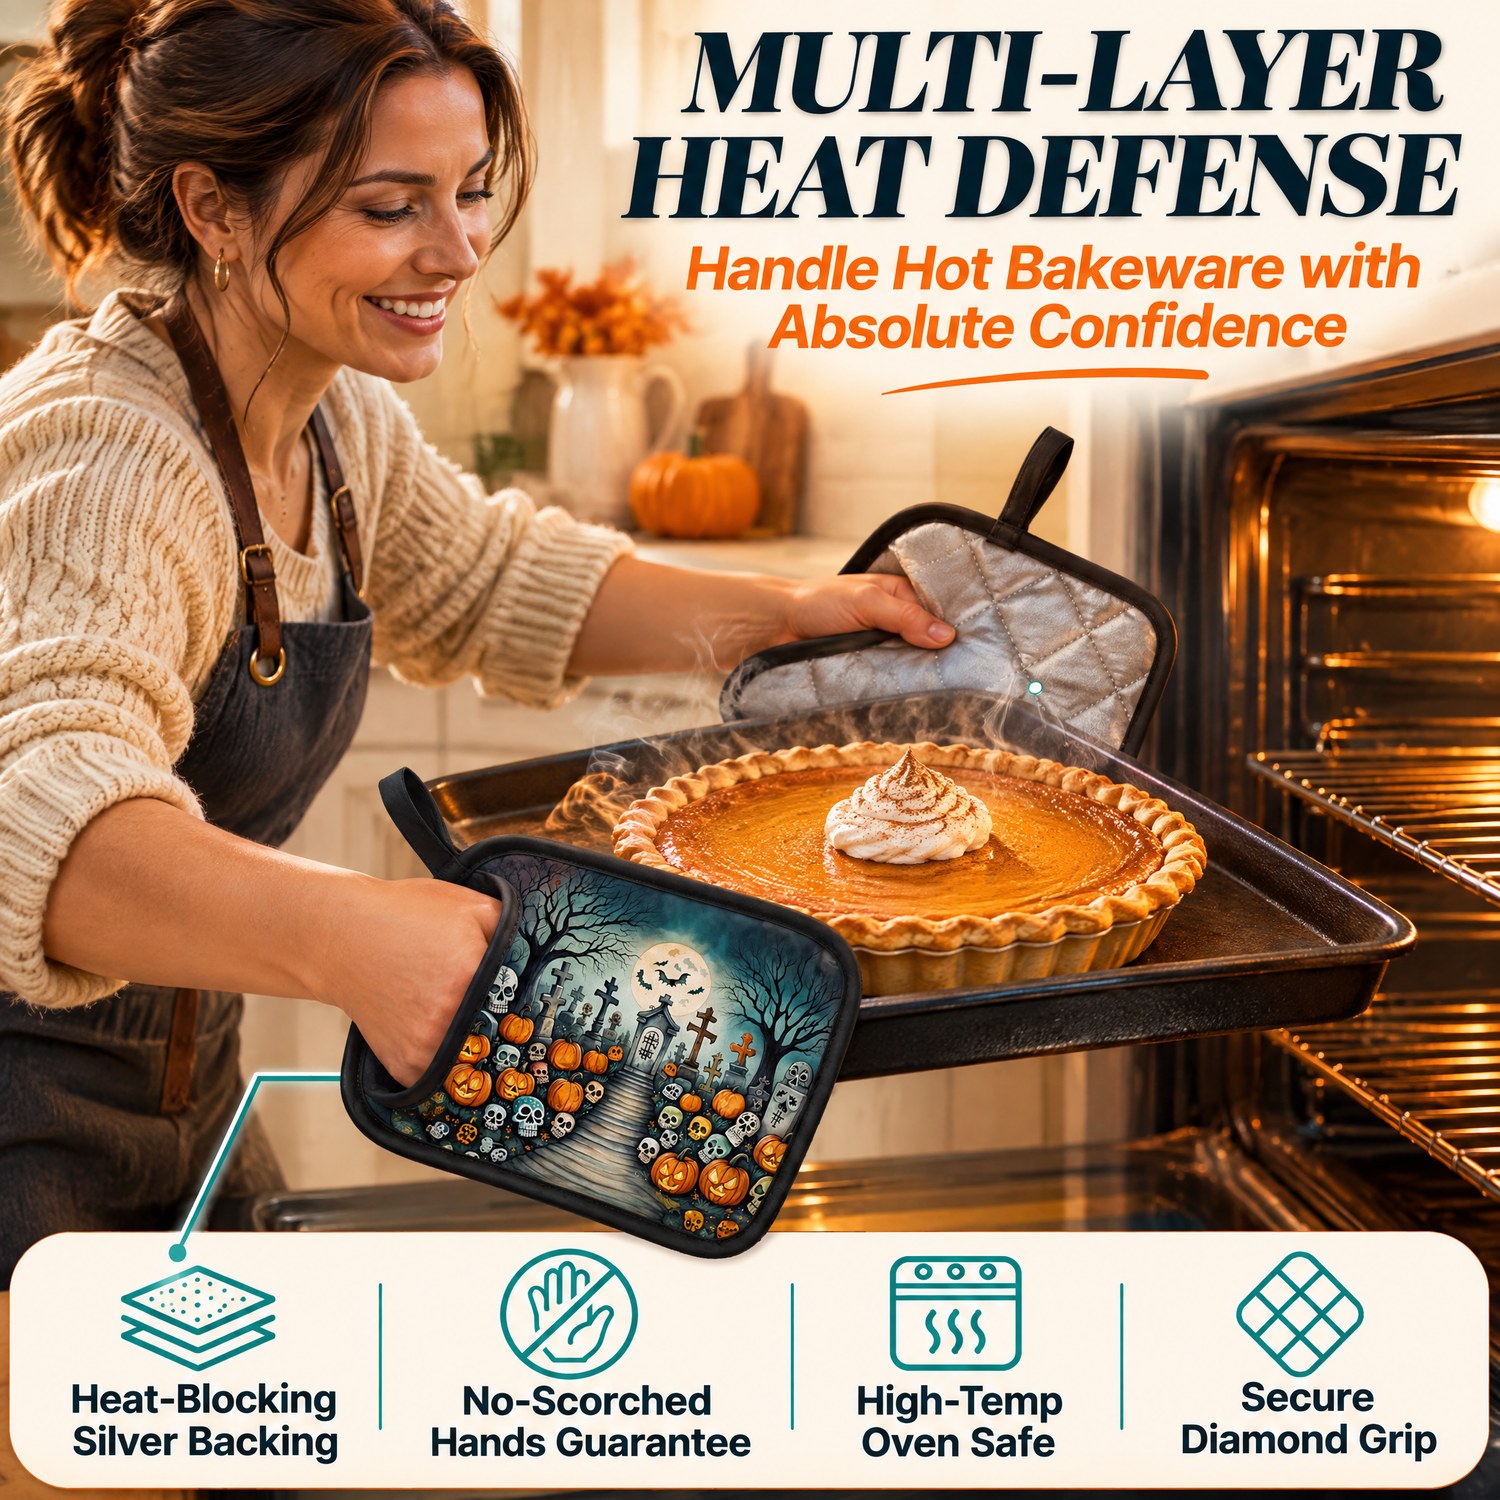 MULTI-LAYER
HEAT DEFENSE
Handle Hot Bakeware with
Absolute Confidence
Heat-Blocking
Silver Backing
No-Scorched
Hands Guarantee
High-Temp
Oven Safe
Secure
Diamond Grip